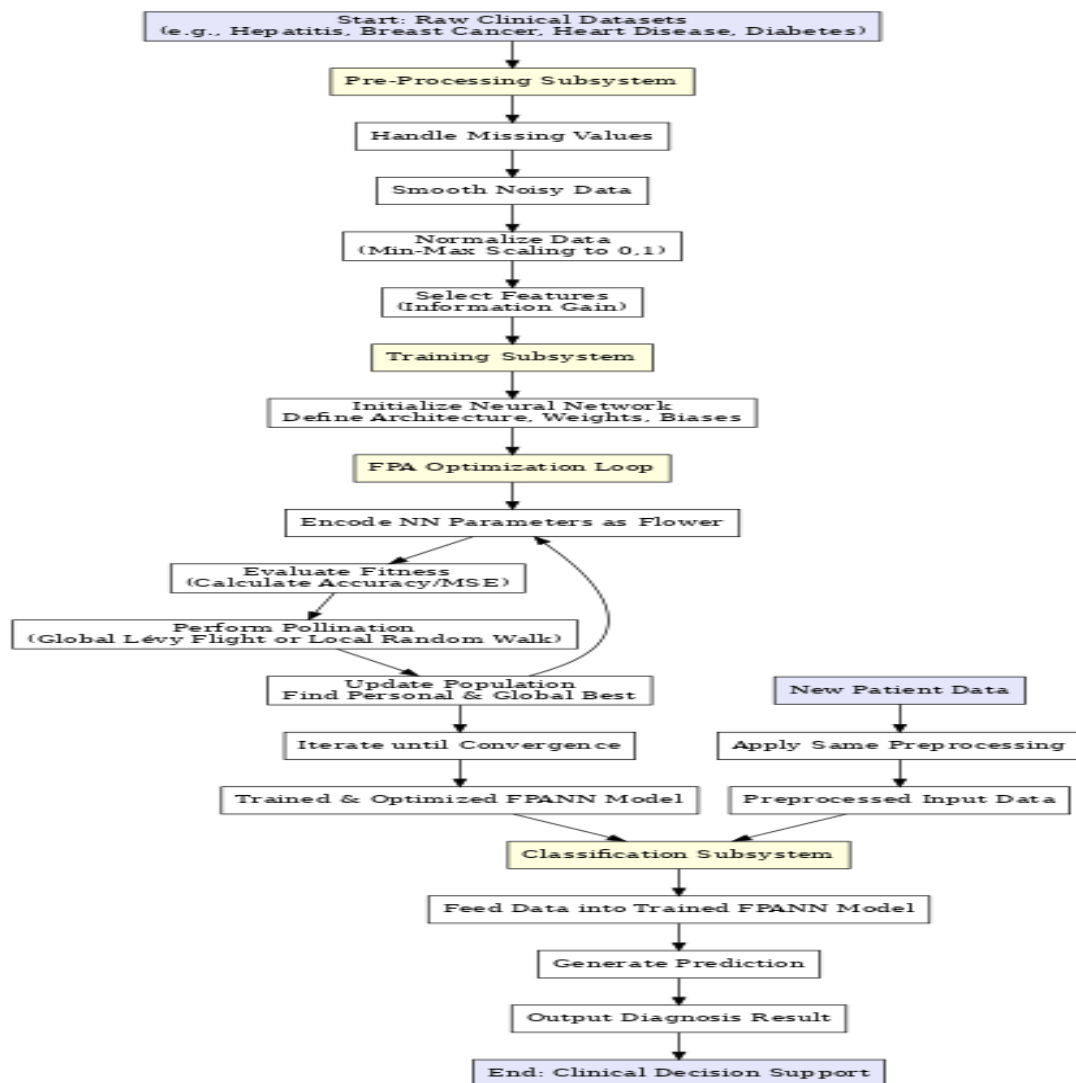 Start: Raw Clinical Datasets
(e.g., Hepatitis, Breast Cancer, Heart Disease, Diabetes)
Pre-Processing Subsystem
Handle Missing Values
Smooth Noisy Data
Normalize Data
(Min-Max Scaling to 0,1)
Select Features
(Information Gain)
Training Subsystem
Initialize Neural Network
Define Architecture, Weights, Biases
FPA Optimization Loop
Encode NN Parameters as Flower
Evaluate Fitness
(Calculate Accuracy/MSE)
Perform Pollination
(Global Lévy Flight or Local Random Walk)
Update Population
Find Personal & Global Best
New Patient Data
Iterate until Convergence
Apply Same Preprocessing
Trained & Optimized FPANN Model
Preprocessed Input Data
Classification Subsystem
Feed Data into Trained FPANN Model
Generate Prediction
Output Diagnosis Result
End: Clinical Decision Support